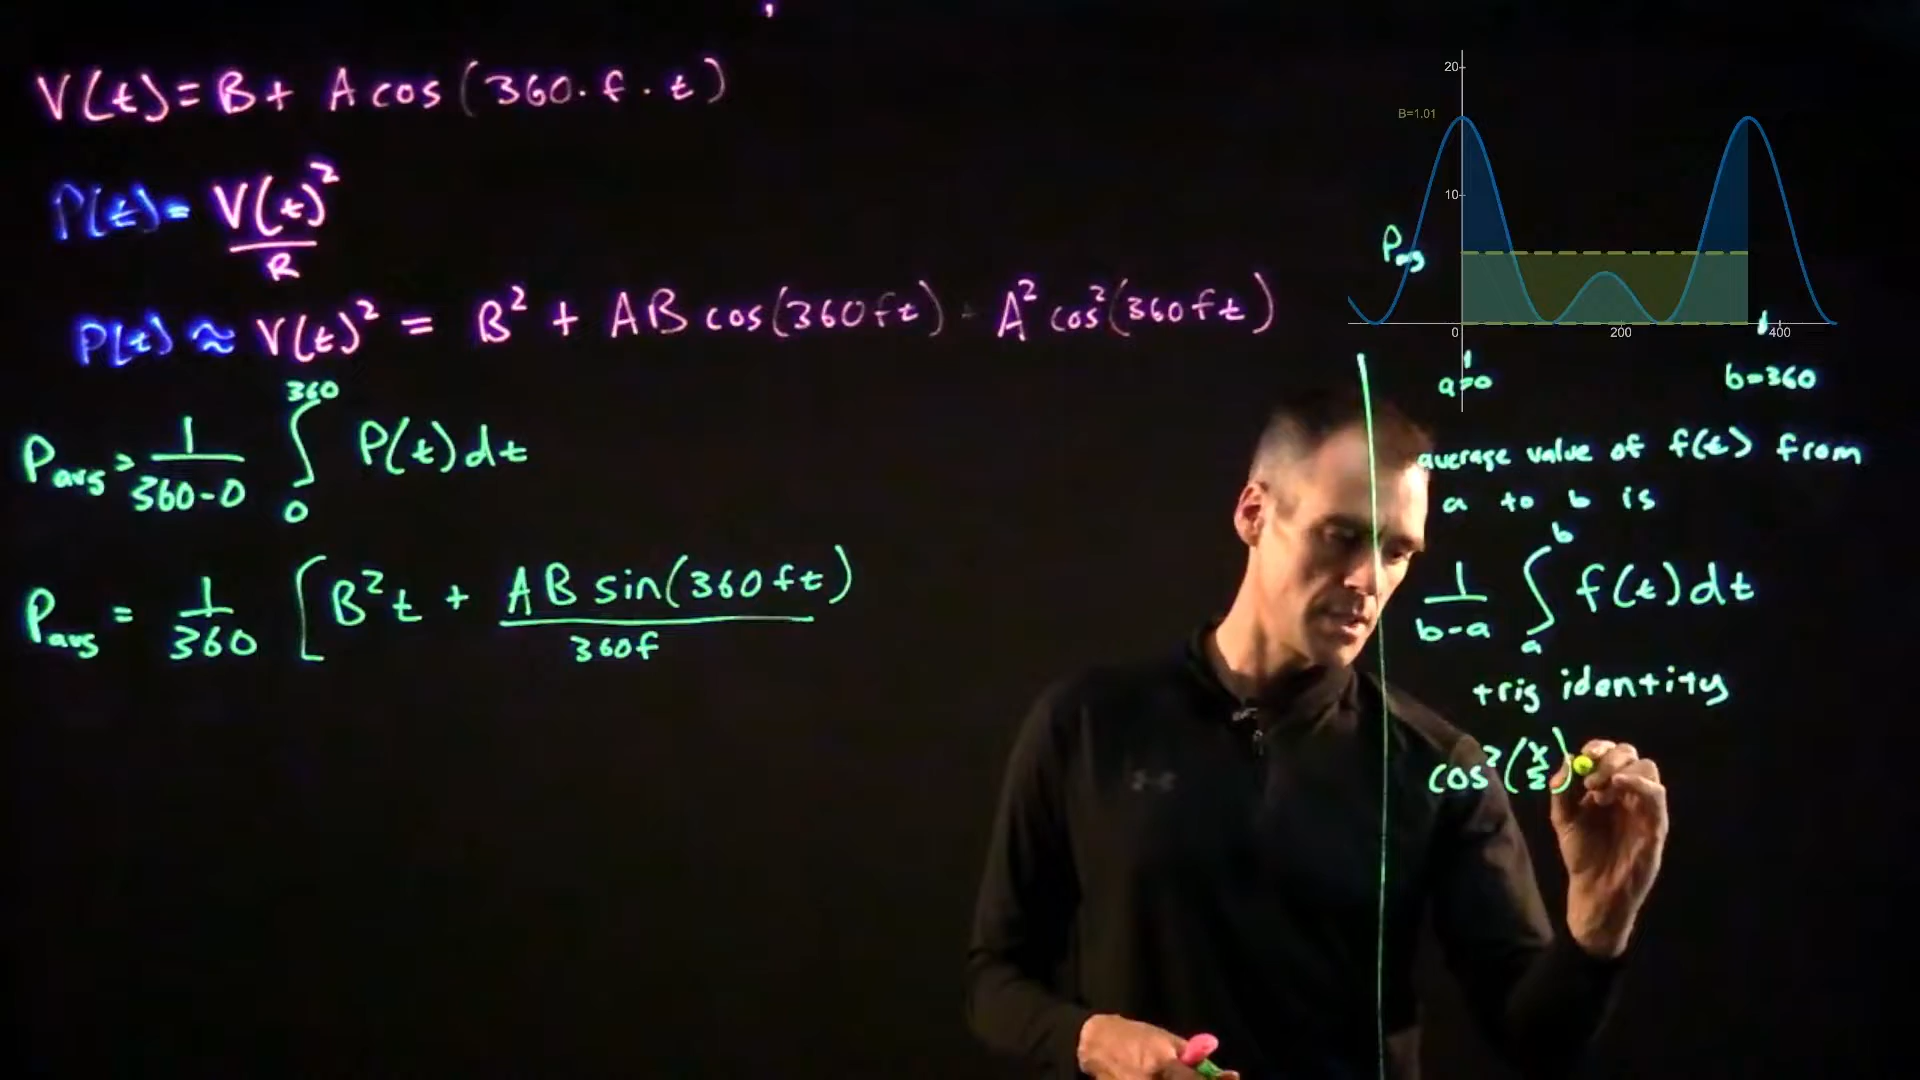 V(t) = B + A cos(360·f·t)
P(t) = V(t)² / R
P(t) ≈ V(t)² = B² + AB cos(360ft) + A² cos²(360ft)
Pavg = 1/(360-0) ∫₀³⁶⁰ P(t)dt
Pavg = 1/360 [B²t + AB sin(360ft) / 360f
20
B=1.01
10
Pavg
0 200 400
a=0 b=360
average value of f(t) from
a to b is
1/(b-a) ∫ₐᵇ f(t)dt
trig identity
cos²(x/2)